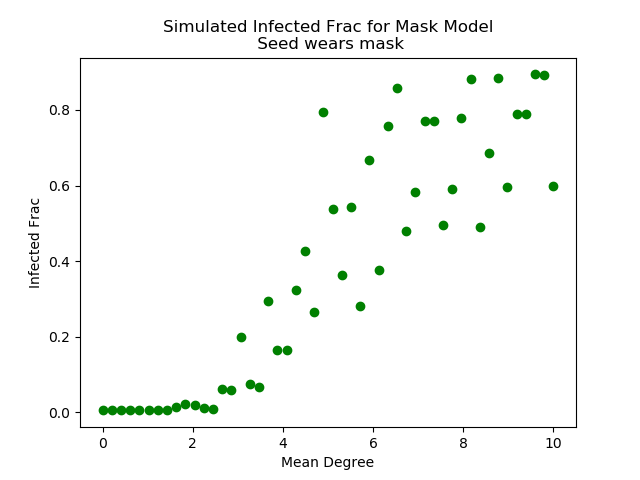 Simulated Infected Frac for Mask Model
Seed wears mask
0.8
0.6
0.4
0.2
0.0
Infected Frac
0 2 4 6 8 10
Mean Degree